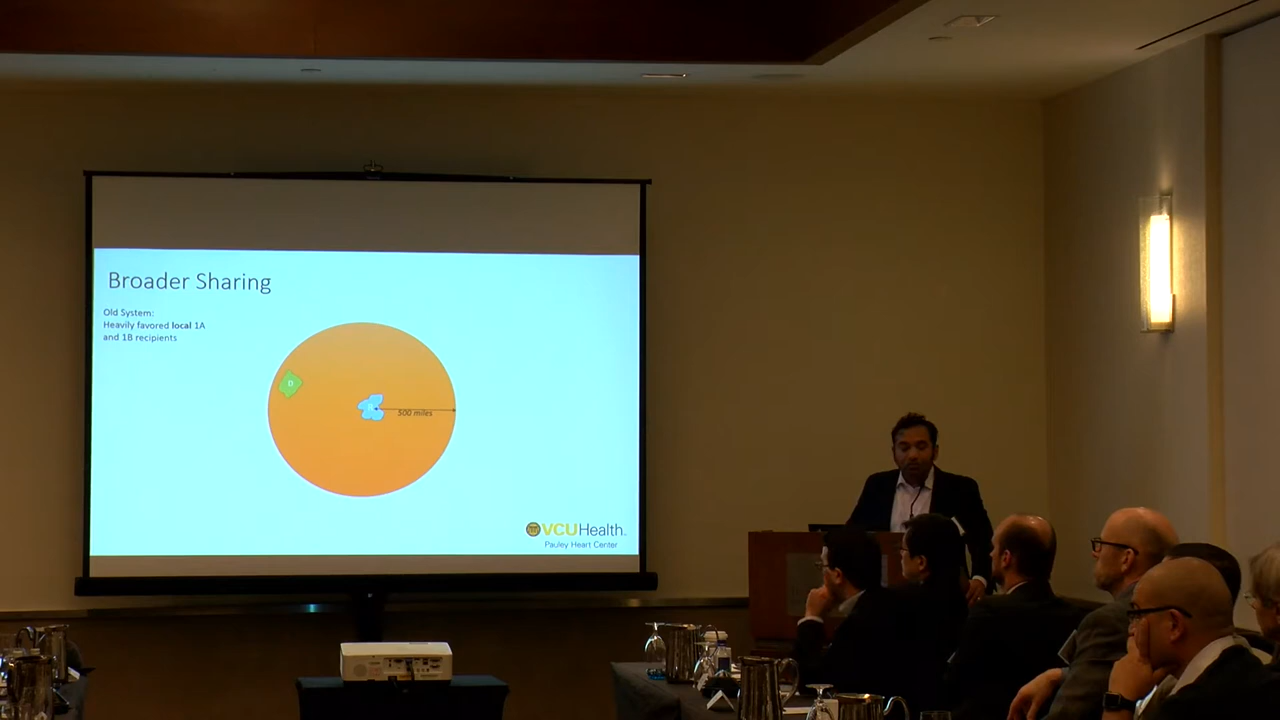 Broader Sharing
Old System:
Heavily favored local 1A
and 1B recipients
D
500 miles
VCUHealth.
Pauley Heart Center